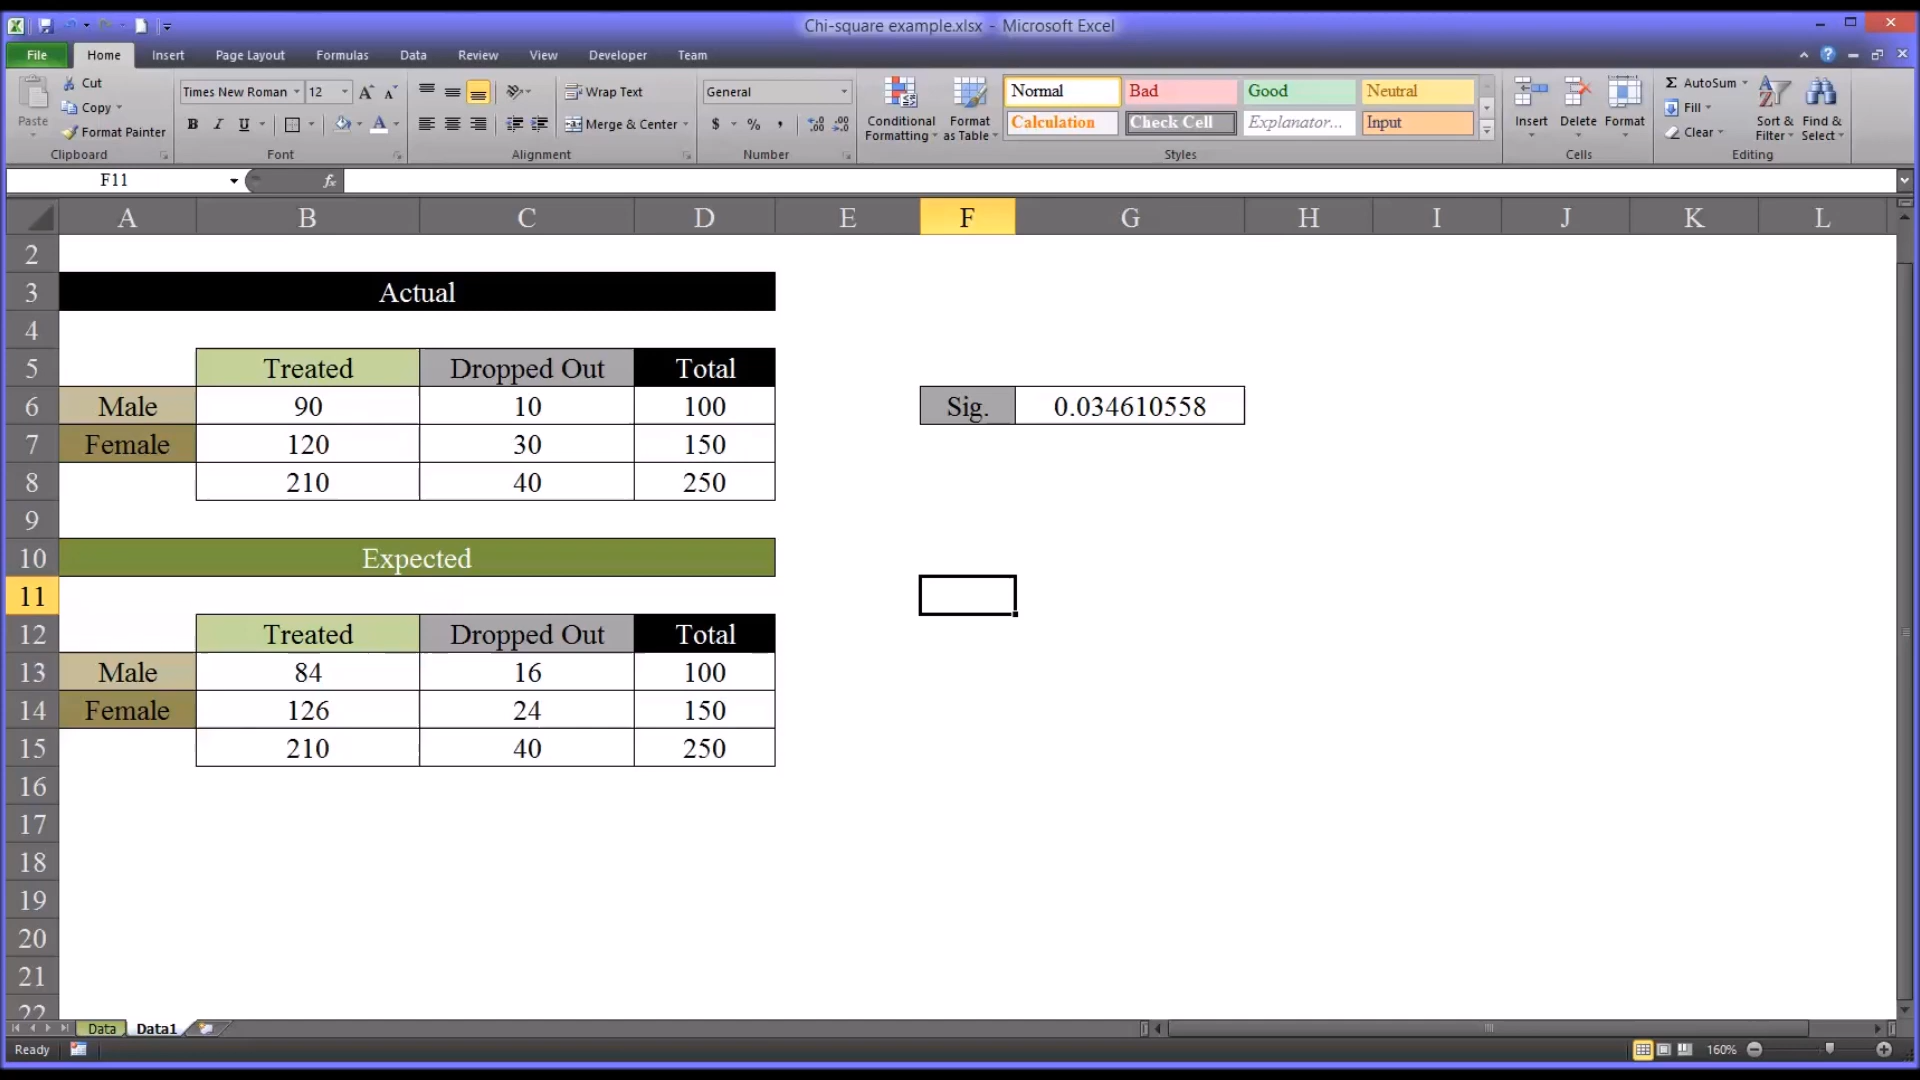 Chi-square example.xlsx - Microsoft Excel
File Home Insert Page Layout Formulas Data Review View Developer Team
Paste Cut Copy Format Painter Clipboard
Times New Roman 12 A A B I U A Font
Wrap Text Merge & Center Alignment
General $ % , .00 .00 Number
Conditional Formatting Format as Table
Normal Bad Good Neutral
Calculation Check Cell Explanator... Input
Styles
Insert Delete Format Cells
Σ AutoSum Fill Clear Sort & Filter Find & Select Editing
F11 fx
A B C D E F G H I J K L
2
3 Actual
4
5 Treated Dropped Out Total
6 Male 90 10 100 Sig. 0.034610558
7 Female 120 30 150
8 210 40 250
9
10 Expected
11
12 Treated Dropped Out Total
13 Male 84 16 100
14 Female 126 24 150
15 210 40 250
16
17
18
19
20
21
22
Data Data1
Ready 160%